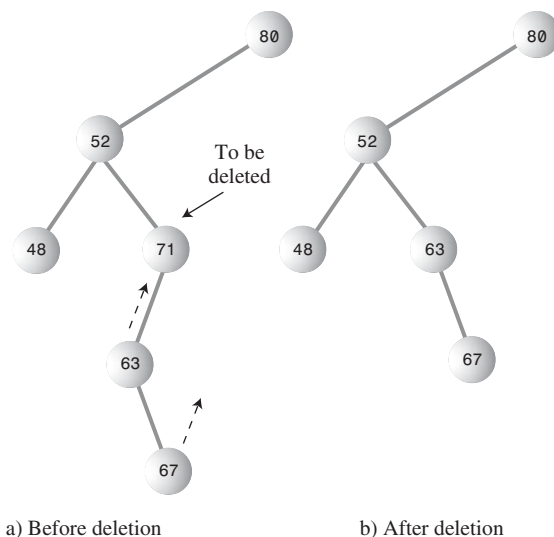 80
52
To be
deleted
48
71
63
67
a) Before deletion
80
52
48
63
67
b) After deletion